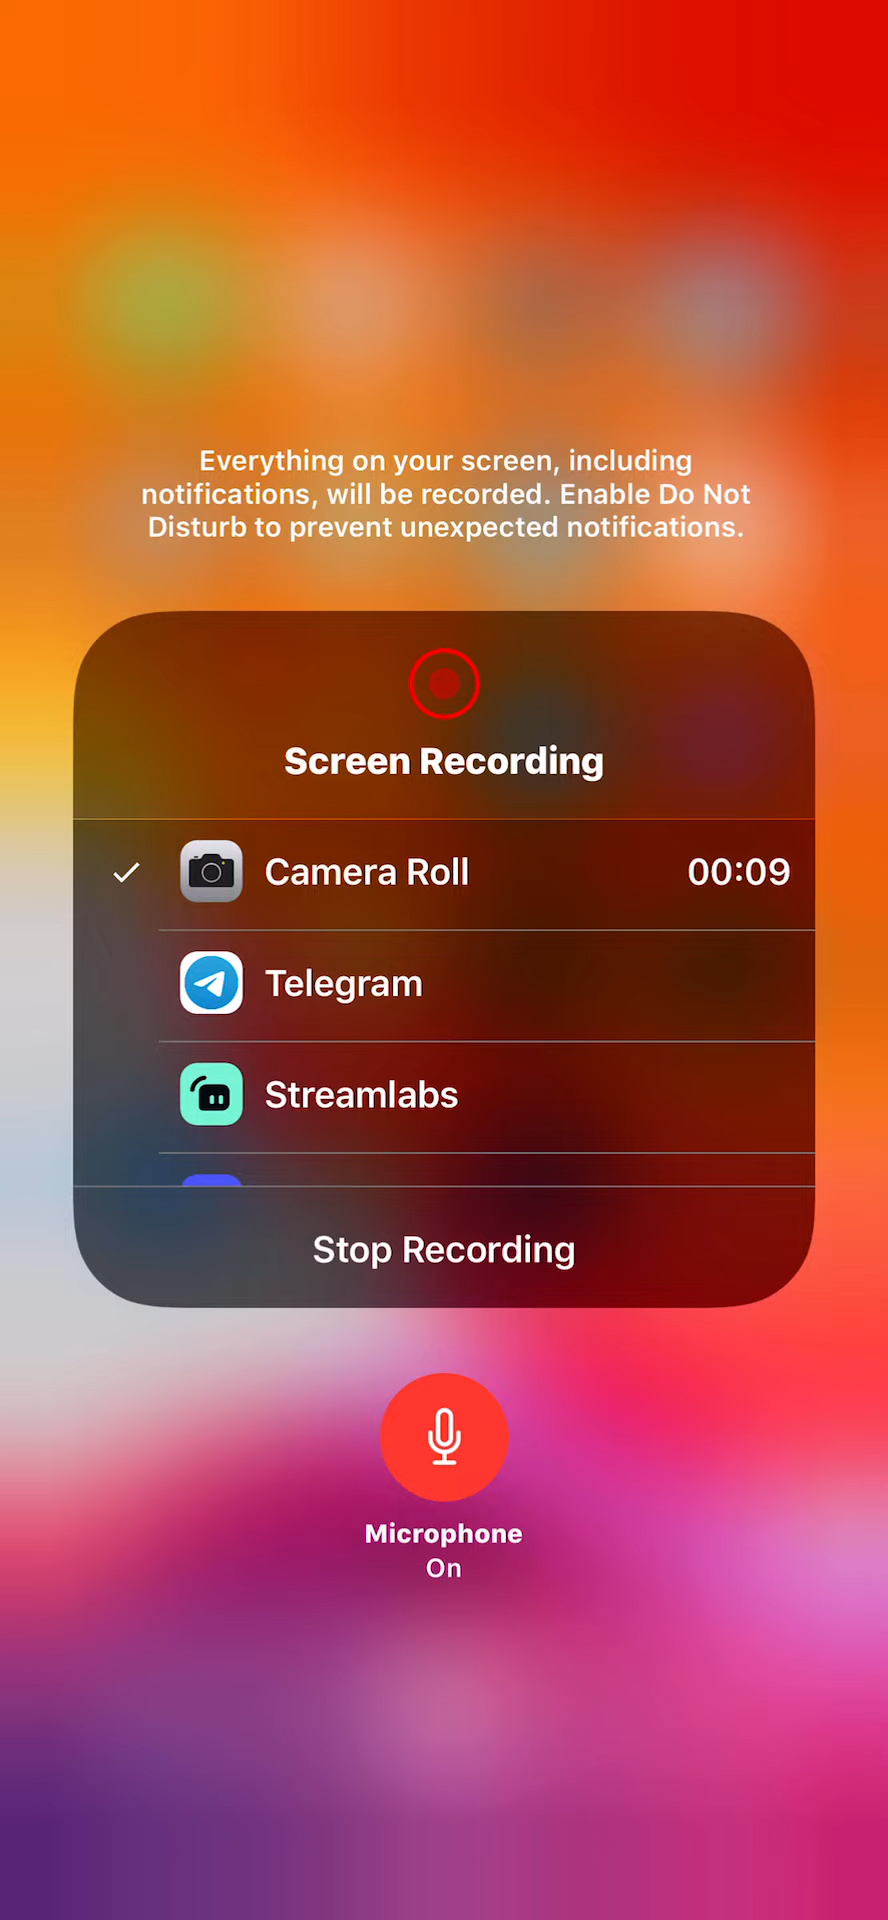 Everything on your screen, including
notifications, will be recorded. Enable Do Not
Disturb to prevent unexpected notifications.
Screen Recording
Camera Roll 00:09
Telegram
Streamlabs
Stop Recording
Microphone
On